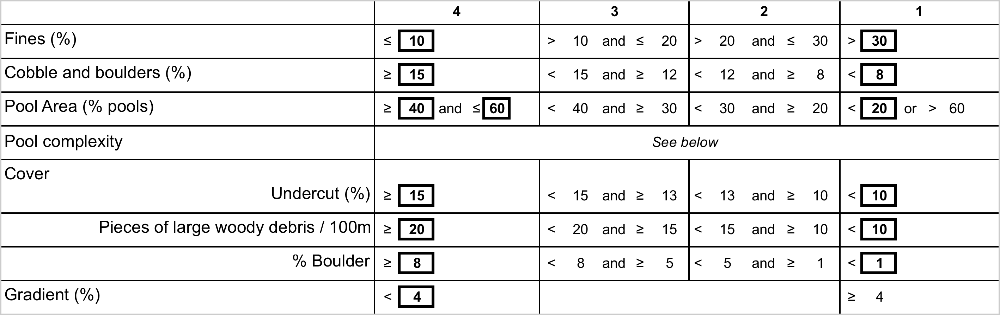 4 3 2 1
Fines (%) ≤ 10 > 10 and ≤ 20 > 20 and ≤ 30 > 30
Cobble and boulders (%) ≥ 15 < 15 and ≥ 12 < 12 and ≥ 8 < 8
Pool Area (% pools) ≥ 40 and ≤ 60 < 40 and ≥ 30 < 30 and ≥ 20 < 20 or > 60
Pool complexity See below
Cover
Undercut (%) ≥ 15 < 15 and ≥ 13 < 13 and ≥ 10 < 10
Pieces of large woody debris / 100m ≥ 20 < 20 and ≥ 15 < 15 and ≥ 10 < 10
% Boulder ≥ 8 < 8 and ≥ 5 < 5 and ≥ 1 < 1
Gradient (%) < 4 ≥ 4